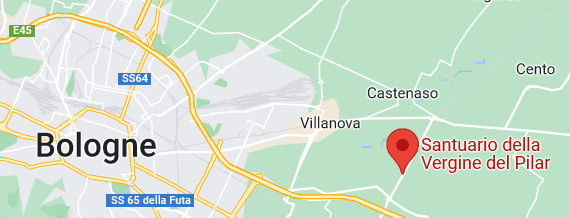 E45
SS64
Cento
Castenaso
Villanova
Bologne
Santuario della
Vergine del Pilar
SS 65 della Futa